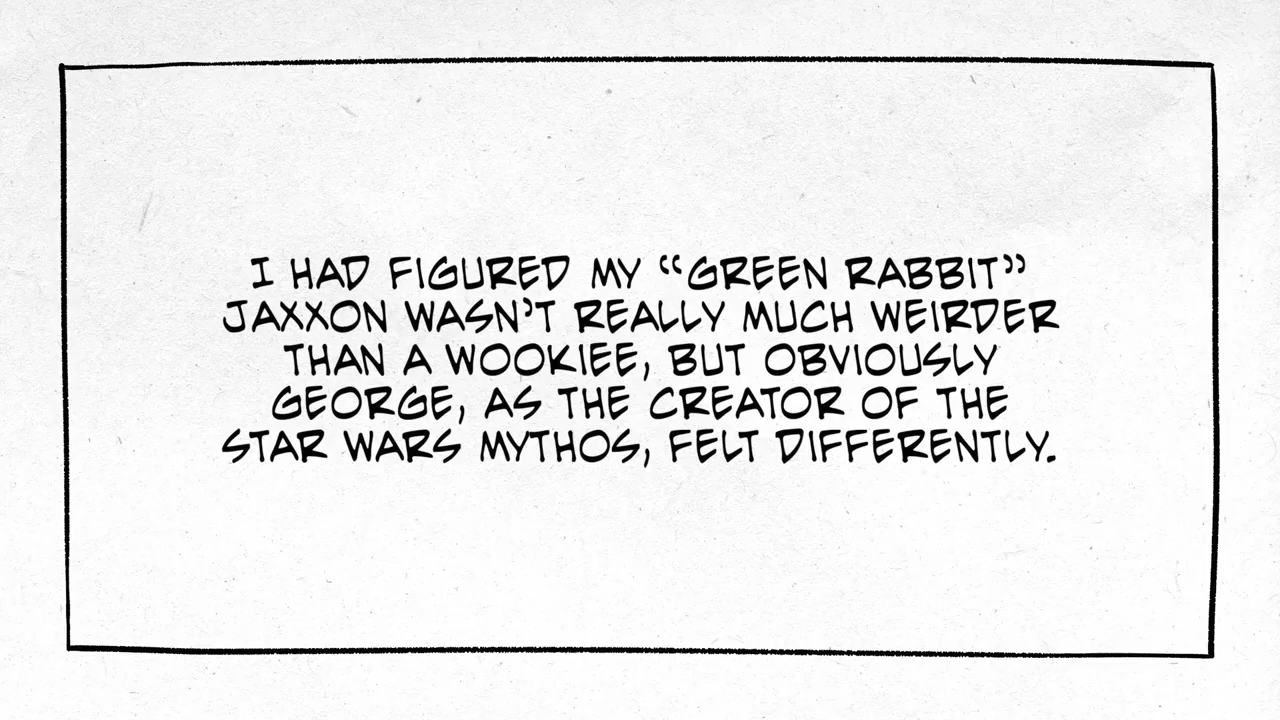 I HAD FIGURED MY “GREEN RABBIT”
JAXXON WASN’T REALLY MUCH WEIRDER
THAN A WOOKIEE, BUT OBVIOUSLY
GEORGE, AS THE CREATOR OF THE
STAR WARS MYTHOS, FELT DIFFERENTLY.